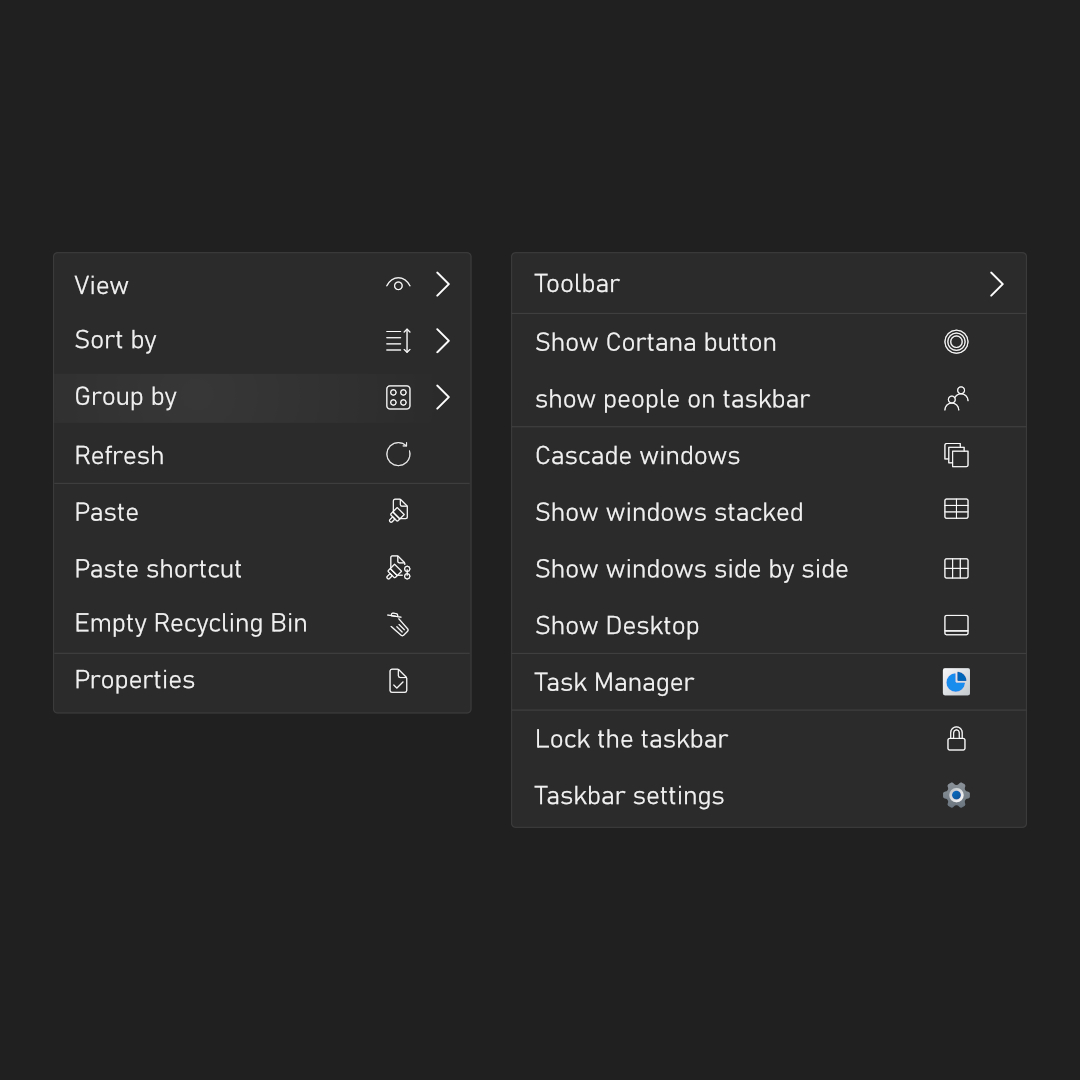 View
Sort by
Group by
Refresh
Paste
Paste shortcut
Empty Recycling Bin
Properties
Toolbar
Show Cortana button
show people on taskbar
Cascade windows
Show windows stacked
Show windows side by side
Show Desktop
Task Manager
Lock the taskbar
Taskbar settings